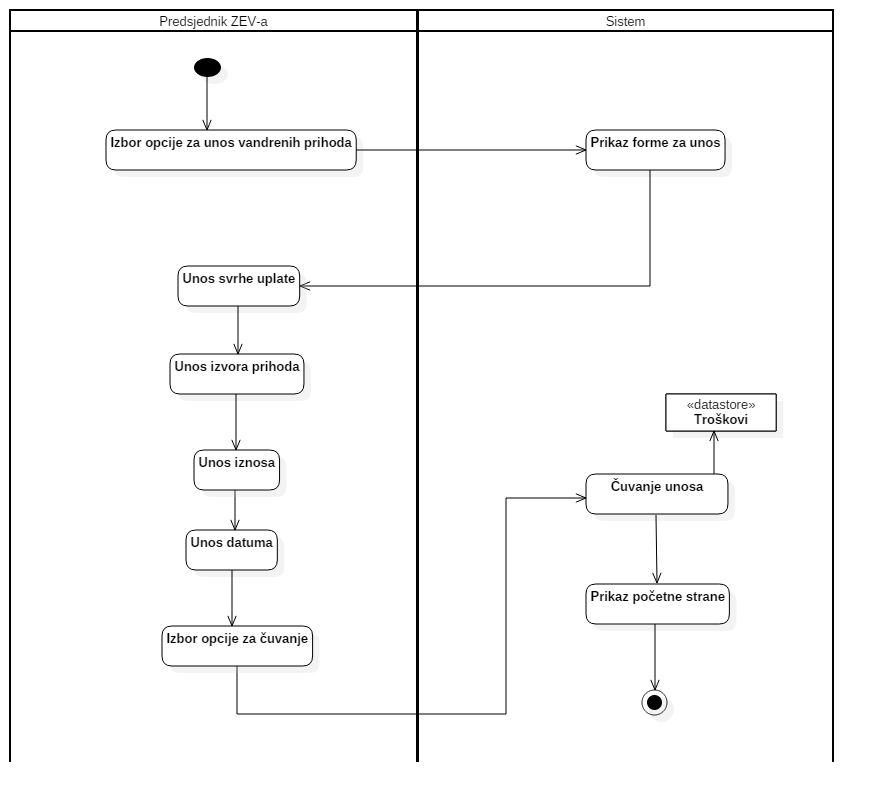 Predsjednik ZEV-a
Sistem
Izbor opcije za unos vandrenih prihoda
Prikaz forme za unos
Unos svrhe uplate
Unos izvora prihoda
«datastore»
Troškovi
Unos iznosa
Čuvanje unosa
Unos datuma
Prikaz početne strane
Izbor opcije za čuvanje